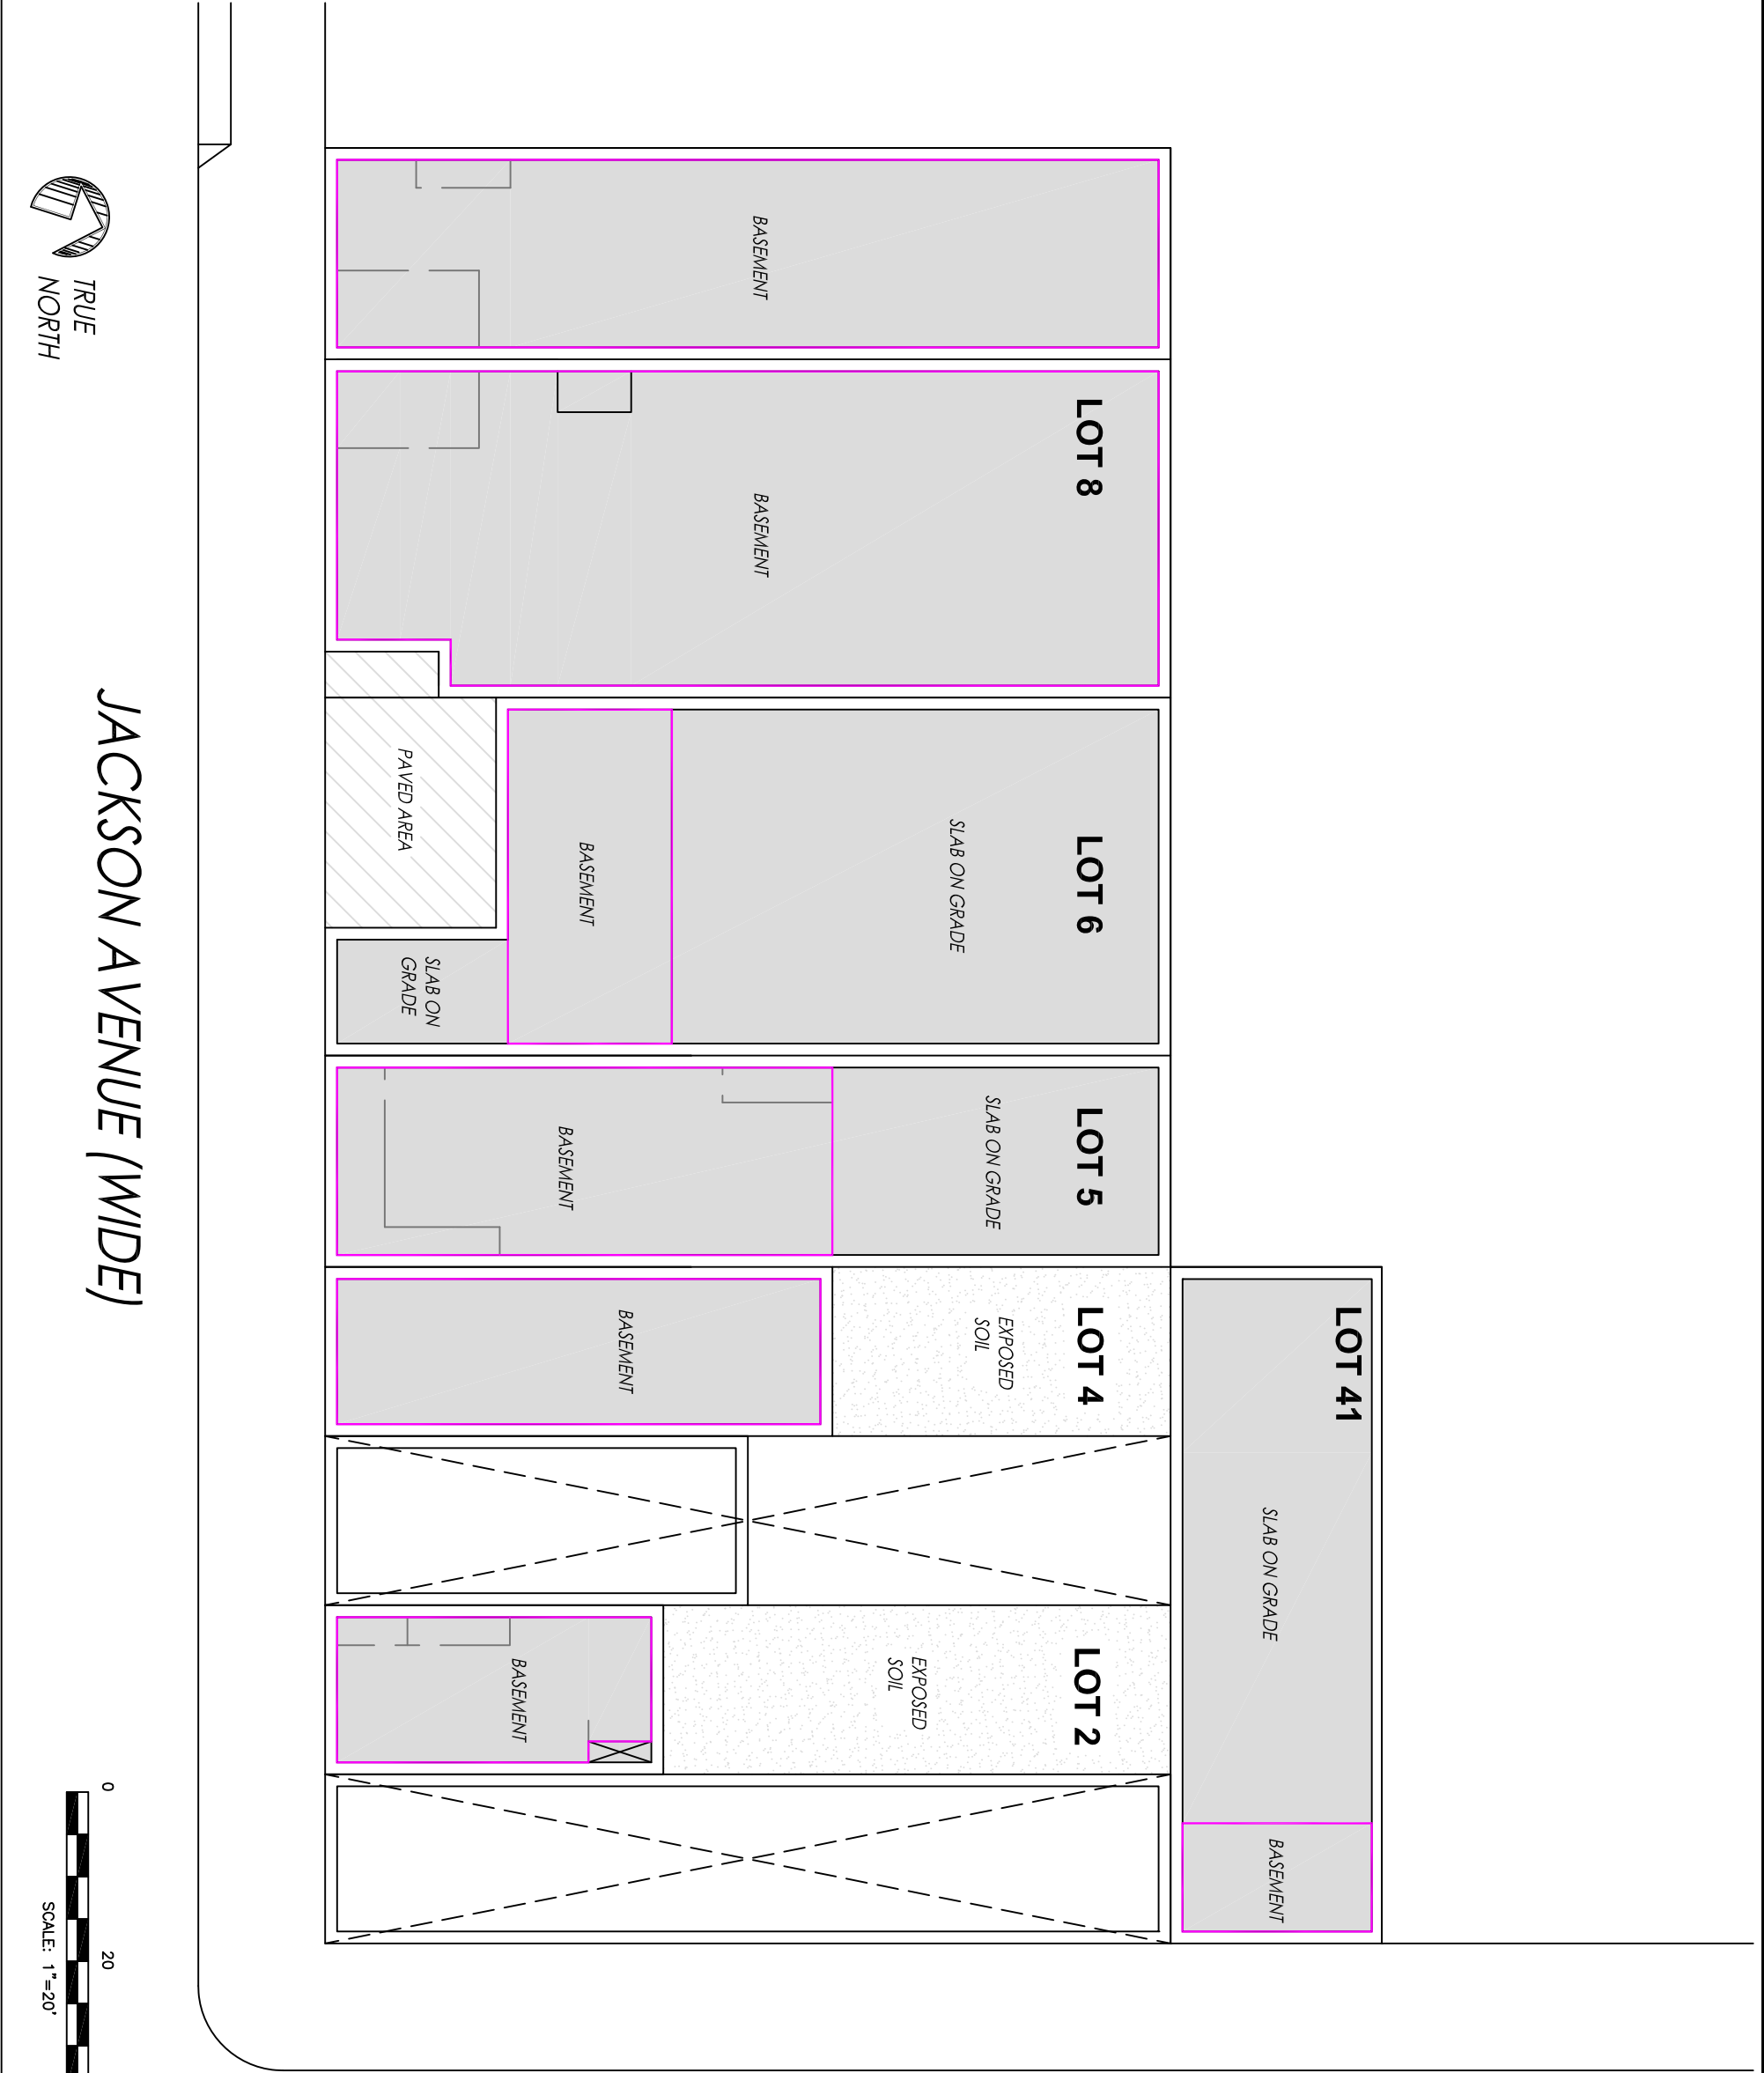 LOT 41
SLAB ON GRADE
BASEMENT
LOT 8
LOT 6
LOT 5
LOT 4
LOT 2
BASEMENT
BASEMENT
SLAB ON GRADE
BASEMENT
PAVED AREA
SLAB ON
GRADE
SLAB ON GRADE
BASEMENT
EXPOSED
SOIL
BASEMENT
EXPOSED
SOIL
BASEMENT
JACKSON AVENUE (WIDE)
TRUE
NORTH
0
20
SCALE: 1"=20'